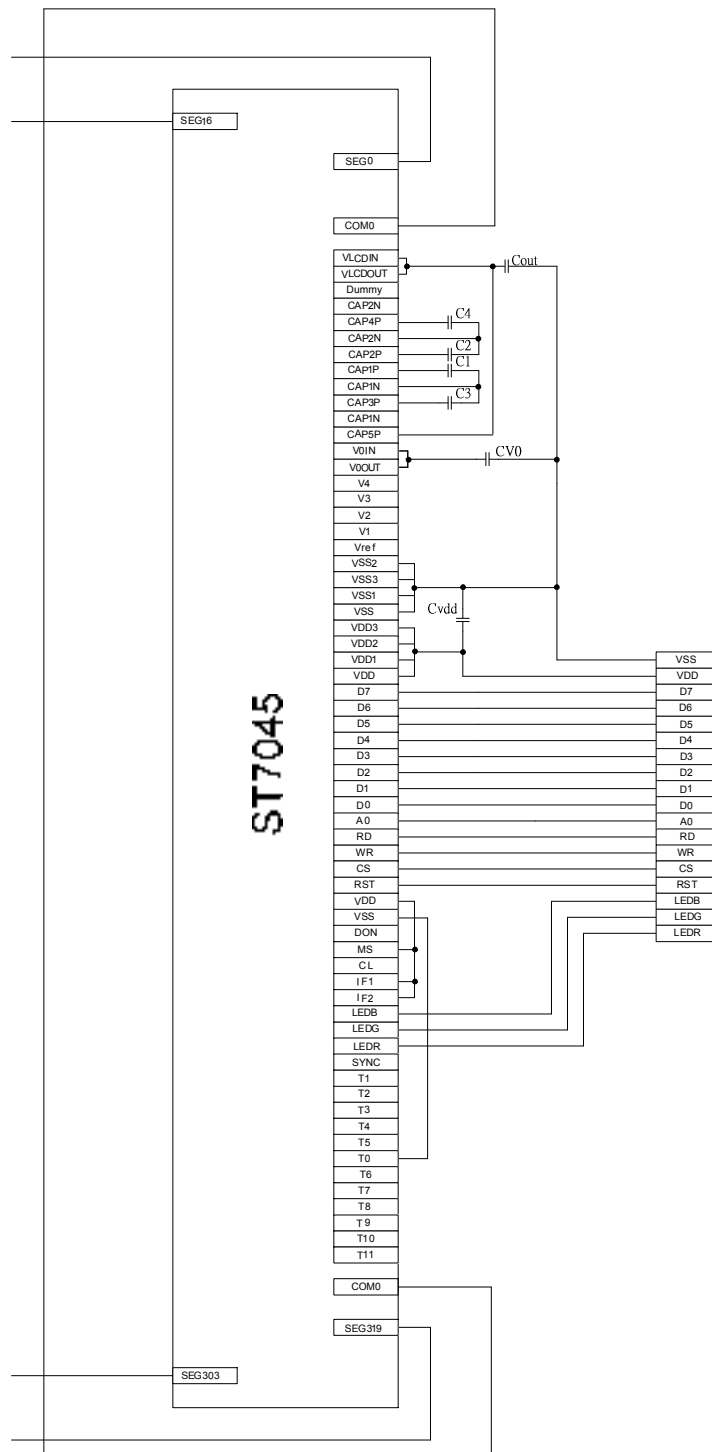 SEG16
SEG0
COM0
VLCDIN
VLCDOUT
Dummy
CAP2N
CAP4P
CAP2N
CAP2P
CAP1P
CAP1N
CAP3P
CAP1N
CAP5P
V0IN
V0OUT
V4
V3
V2
V1
Vref
VSS2
VSS3
VSS1
VSS
VDD3
VDD2
VDD1
VDD
D7
D6
D5
D4
D3
D2
D1
D0
A0
RD
WR
CS
RST
VDD
VSS
DON
MS
CL
IF1
IF2
LEDB
LEDG
LEDR
SYNC
T1
T2
T3
T4
T5
T0
T6
T7
T8
T9
T10
T11
COM0
SEG319
SEG303
ST7045
Cout
C4
C2
C1
C3
CV0
Cvdd
VSS
VDD
D7
D6
D5
D4
D3
D2
D1
D0
A0
RD
WR
CS
RST
LEDB
LEDG
LEDR